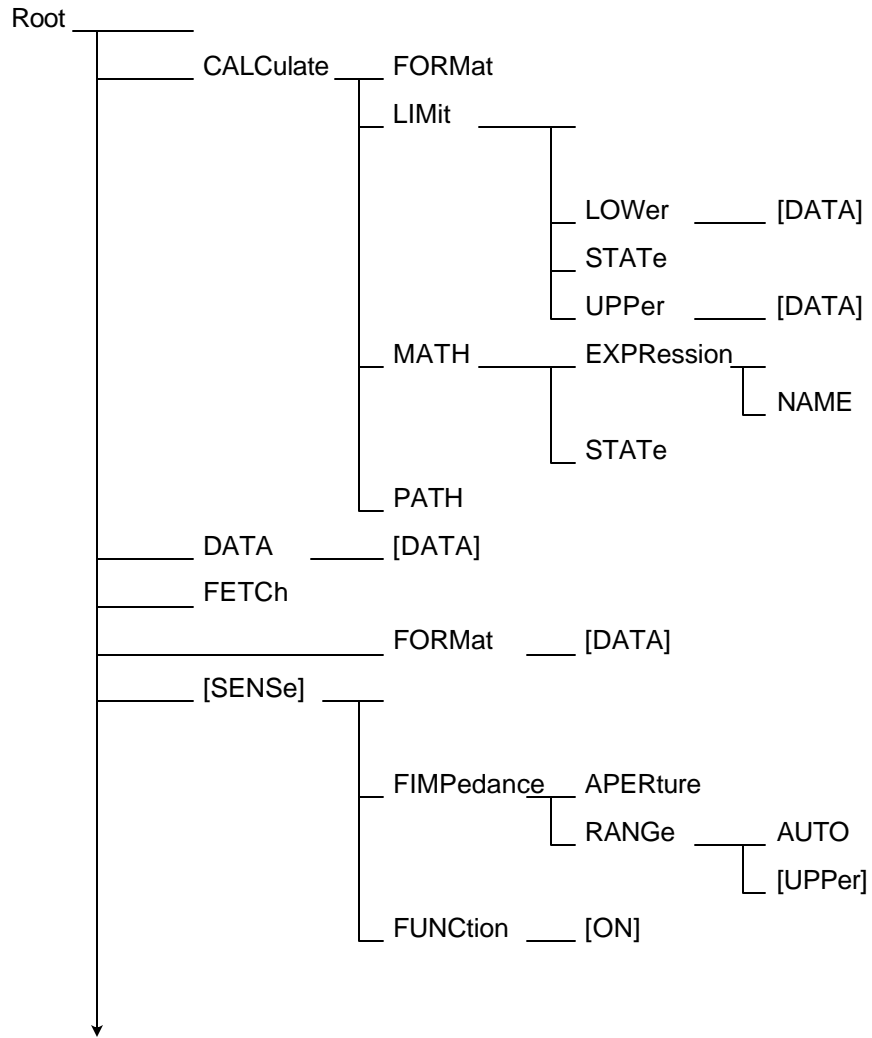 Root
CALCulate FORMat
LIMit
LOWer [DATA]
STATe
UPPer [DATA]
MATH EXPRession
NAME
STATe
PATH
DATA [DATA]
FETCh
FORMat [DATA]
[SENSe]
FIMPedance APERture
RANGe AUTO
[UPPer]
FUNCtion [ON]